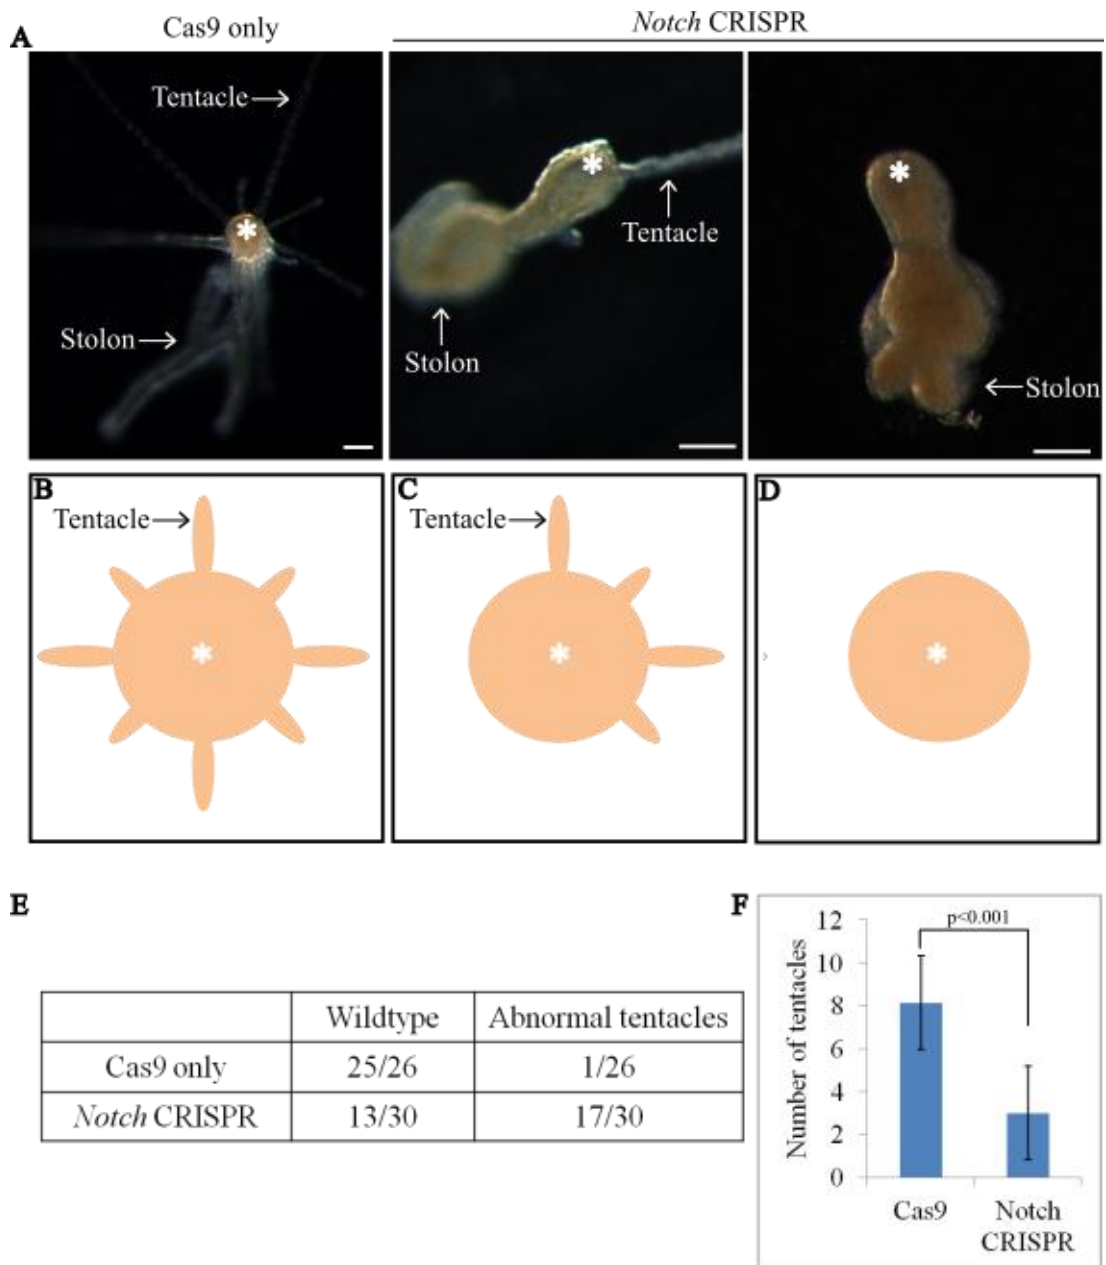 A
Cas9 only
Notch CRISPR
Tentacle
Stolon
Tentacle
Stolon
Stolon
B
Tentacle
C
Tentacle
D
E
Wildtype
Abnormal tentacles
Cas9 only
25/26
1/26
Notch CRISPR
13/30
17/30
F
p<0.001
Number of tentacles
12
10
8
6
4
2
0
Cas9
Notch
CRISPR